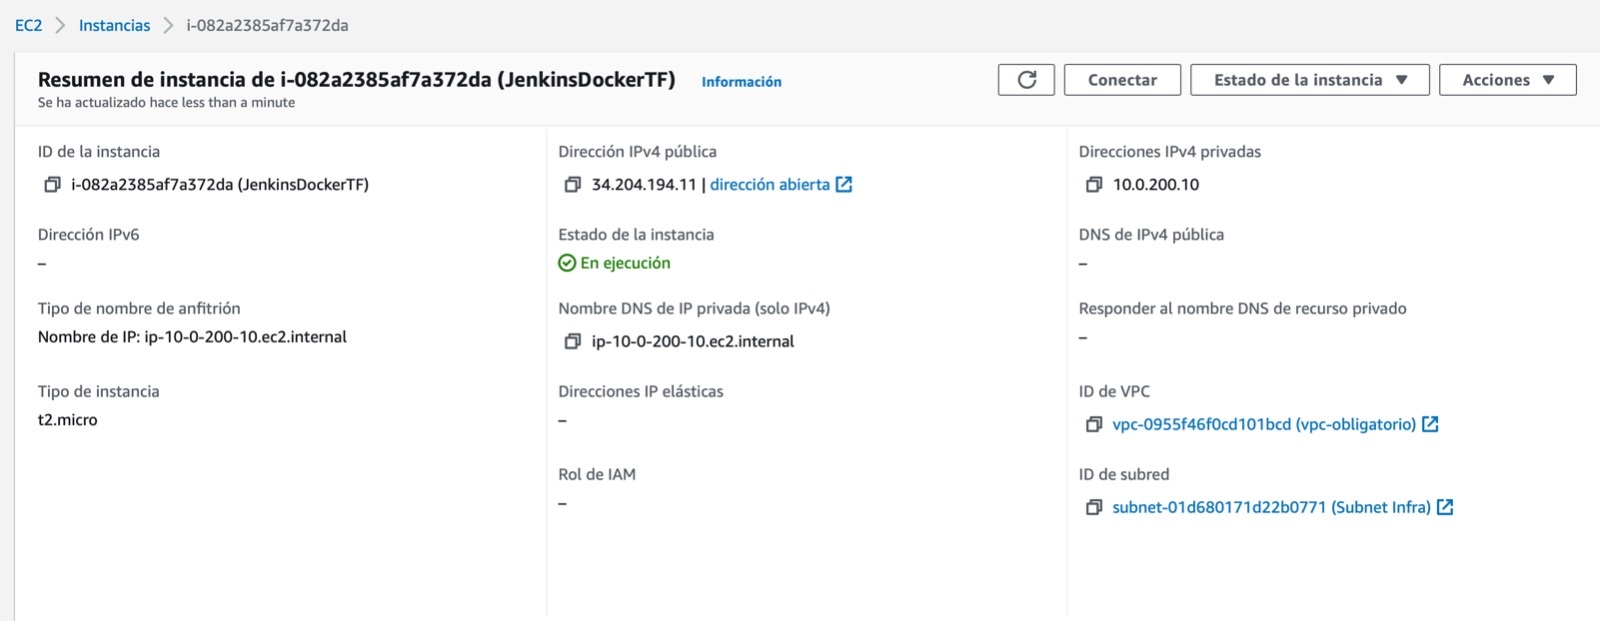 EC2 > Instancias > i-082a2385af7a372da
Resumen de instancia de i-082a2385af7a372da (JenkinsDockerTF) Información
Se ha actualizado hace less than a minute
Conectar
Estado de la instancia ▼
Acciones ▼
ID de la instancia
i-082a2385af7a372da (JenkinsDockerTF)
Dirección IPv6
–
Tipo de nombre de anfitrión
Nombre de IP: ip-10-0-200-10.ec2.internal
Tipo de instancia
t2.micro
Dirección IPv4 pública
34.204.194.11 | dirección abierta
Estado de la instancia
En ejecución
Nombre DNS de IP privada (solo IPv4)
ip-10-0-200-10.ec2.internal
Direcciones IP elásticas
–
Rol de IAM
–
Direcciones IPv4 privadas
10.0.200.10
DNS de IPv4 pública
–
Responder al nombre DNS de recurso privado
–
ID de VPC
vpc-0955f46f0cd101bcd (vpc-obligatorio)
ID de subred
subnet-01d680171d22b0771 (Subnet Infra)